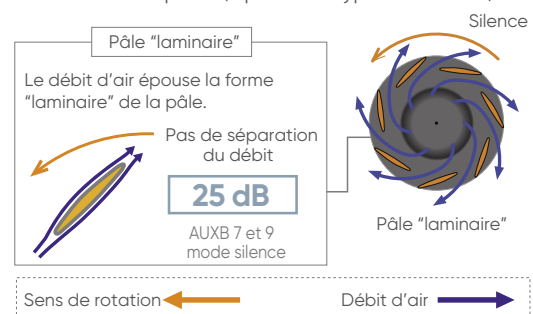 Silence
Pâle “laminaire”
Le débit d’air épouse la forme
“laminaire” de la pâle.
Pas de séparation
du débit
25 dB
AUXB 7 et 9
mode silence
Pâle “laminaire”
Sens de rotation
Débit d’air